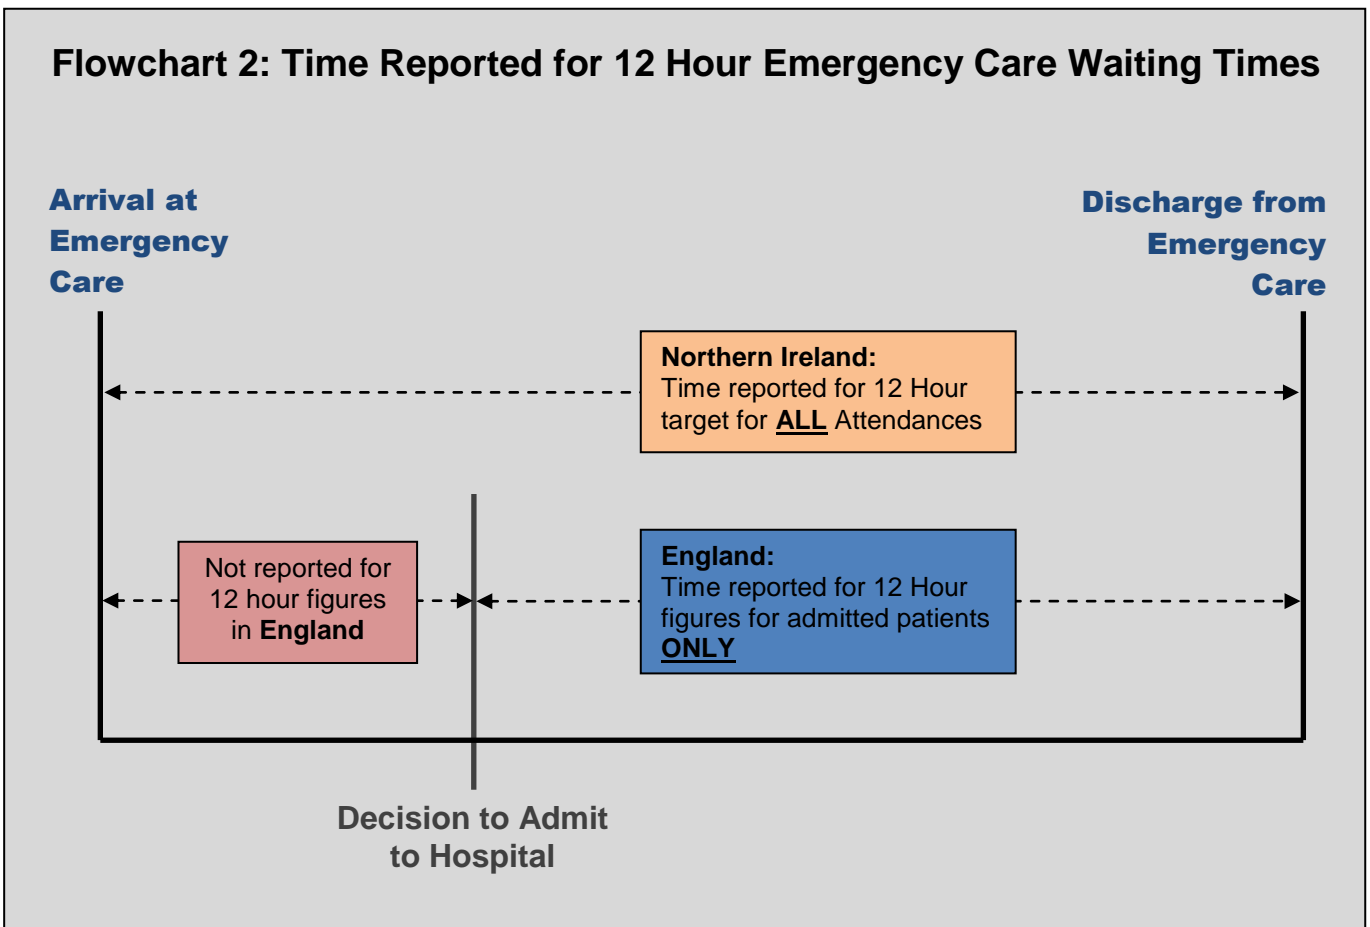 Flowchart 2: Time Reported for 12 Hour Emergency Care Waiting Times
Arrival at
Emergency
Care
Discharge from
Emergency
Care
Northern Ireland:
Time reported for 12 Hour
target for ALL Attendances
Not reported for
12 hour figures
in England
England:
Time reported for 12 Hour
figures for admitted patients
ONLY
Decision to Admit
to Hospital